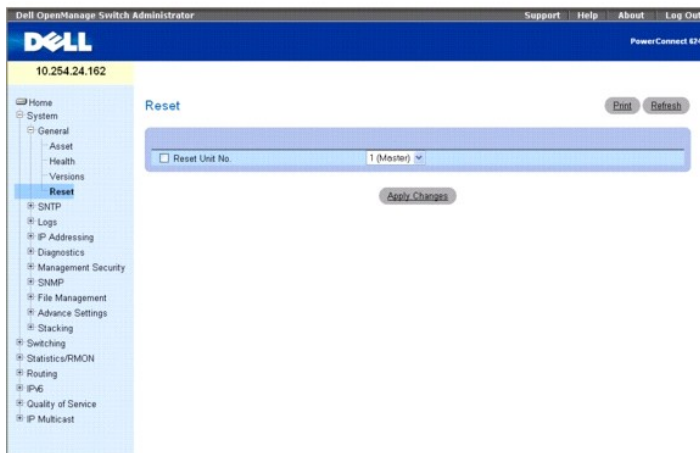 Dell OpenManage Switch Administrator
Support Help About Log Out
DELL
PowerConnect 624
10.254.24.162
Home
System
General
Asset
Health
Versions
Reset
SNTP
Logs
IP Addressing
Diagnostics
Management Security
SNMP
File Management
Advance Settings
Stacking
Switching
Statistics/RMON
Routing
IPv6
Quality of Service
IP Multicast
Reset
Print Refresh
Reset Unit No. 1 (Master)
Apply Changes